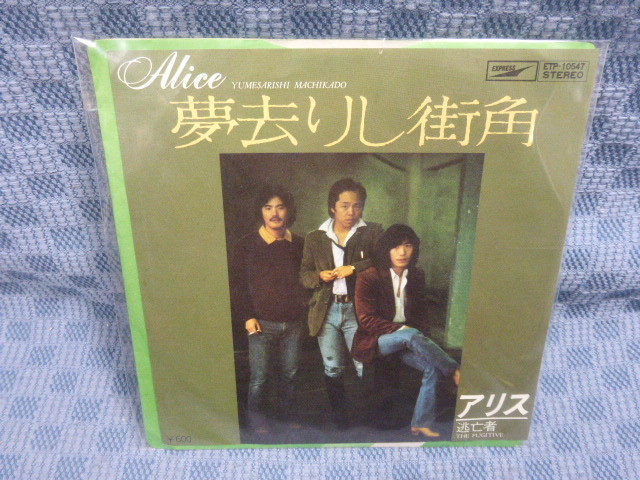 Alice
YUMESARISHI MACHIKADO
EXPRESS
ETP-10547
STEREO
夢去りし街角
アリス
逃亡者
THE FUGITIVE
¥600